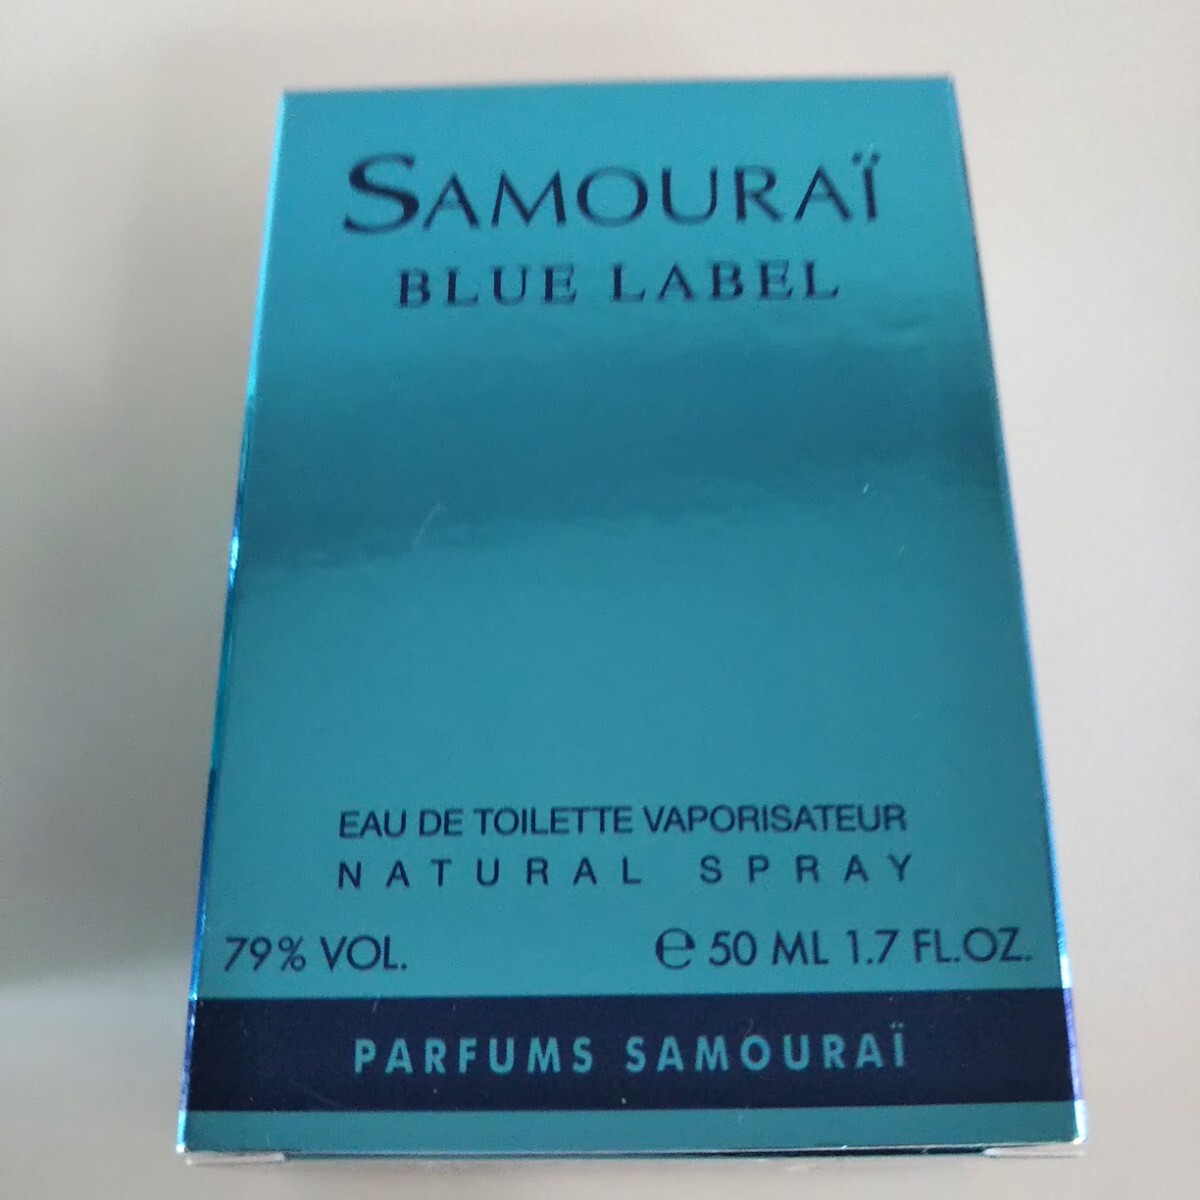 SAMOURAÏ
BLUE LABEL
EAU DE TOILETTE VAPORISATEUR
NATURAL SPRAY
79% VOL. ℮ 50 ML 1.7 FL.OZ.
PARFUMS SAMOURAÏ